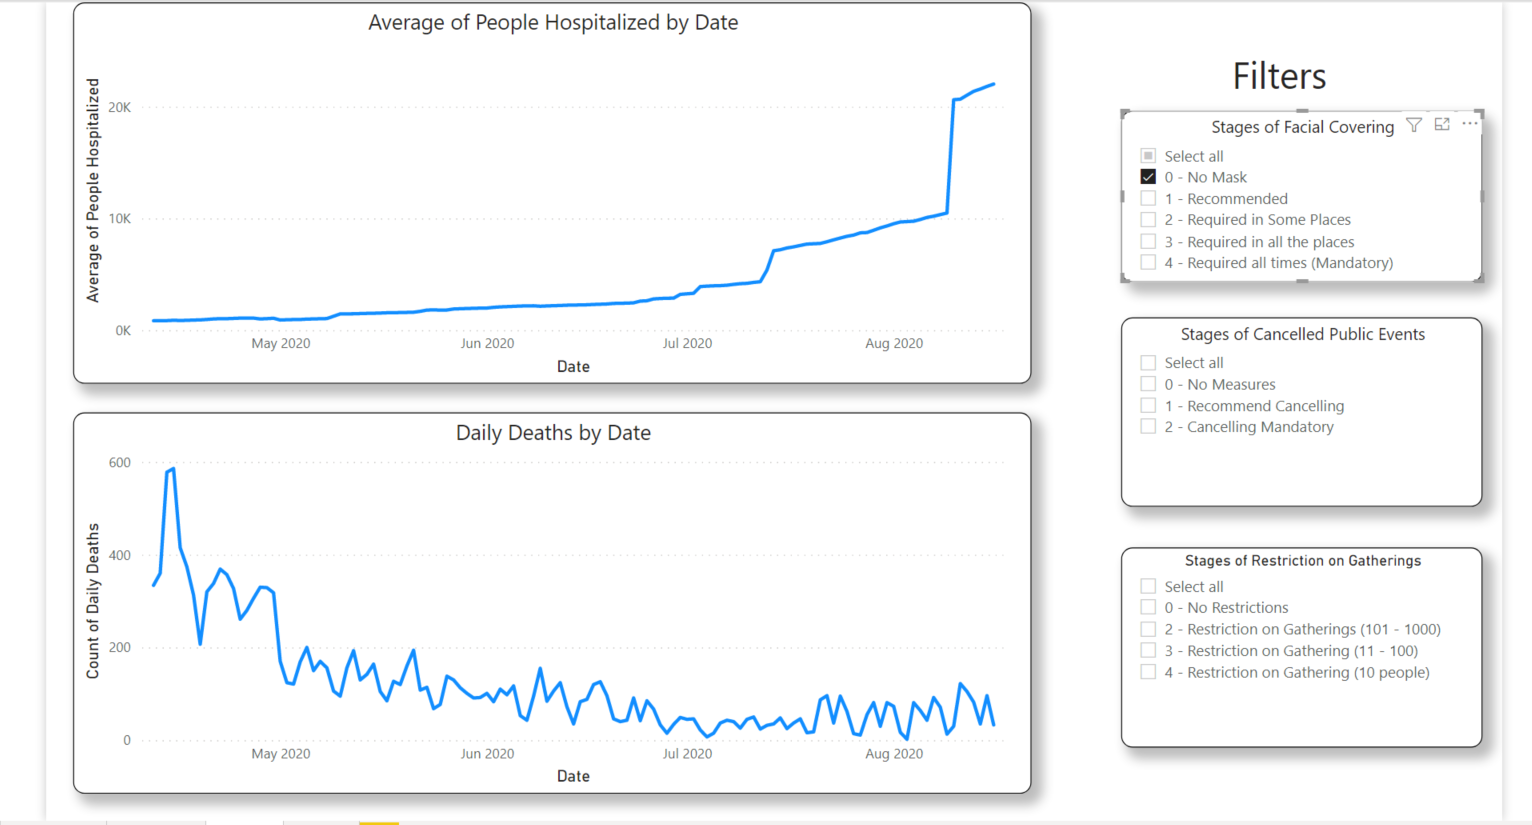 Average of People Hospitalized by Date
Average of People Hospitalized
20K
10K
0K
May 2020
Jun 2020
Jul 2020
Aug 2020
Date
Daily Deaths by Date
Count of Daily Deaths
600
400
200
0
May 2020
Jun 2020
Jul 2020
Aug 2020
Date
Filters
Stages of Facial Covering
Select all
0 - No Mask
1 - Recommended
2 - Required in Some Places
3 - Required in all the places
4 - Required all times (Mandatory)
Stages of Cancelled Public Events
Select all
0 - No Measures
1 - Recommend Cancelling
2 - Cancelling Mandatory
Stages of Restriction on Gatherings
Select all
0 - No Restrictions
2 - Restriction on Gatherings (101 - 1000)
3 - Restriction on Gathering (11 - 100)
4 - Restriction on Gathering (10 people)